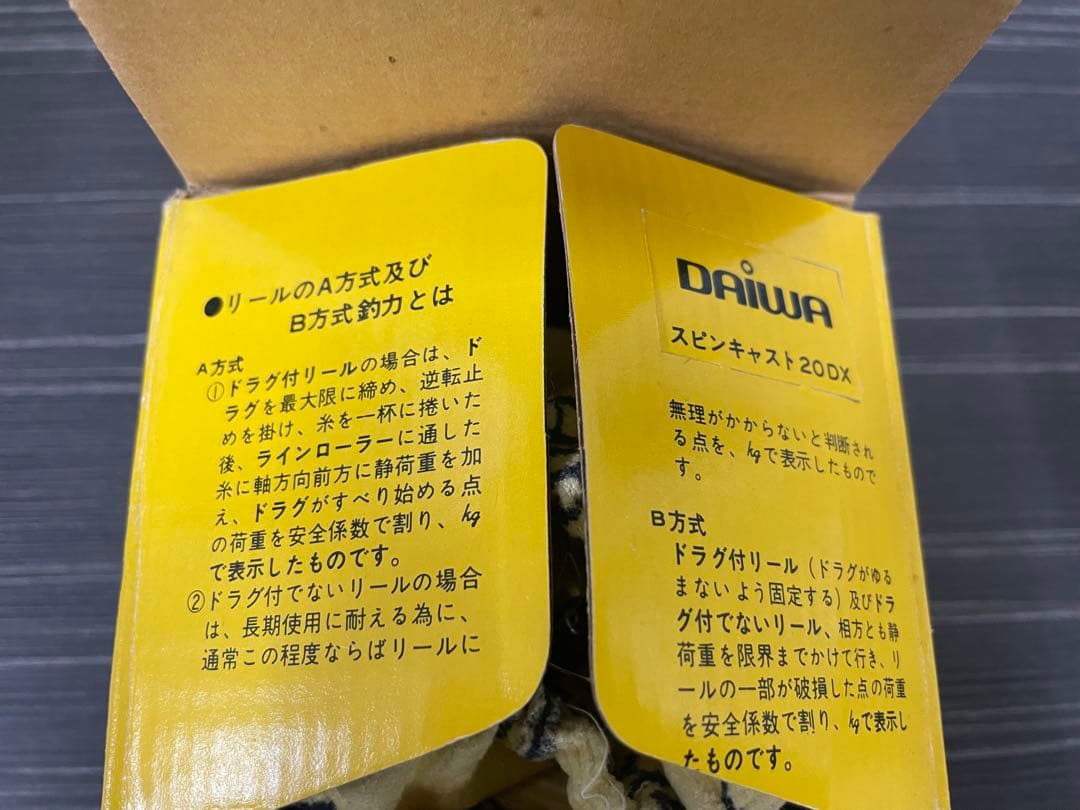 ●リールのA方式及び
B方式釣力とは
A方式
①ドラグ付リールの場合は、ド
ラグを最大限に締め、逆転止
めを掛け、糸を一杯に捲いた
後、ラインローラーに通した
糸に軸方向前方に静荷重を加
え、ドラグがすべり始める点
の荷重を安全係数で割り、kg
で表示したものです。
②ドラグ付でないリールの場合
は、長期使用に耐える為に、
通常この程度ならばリールに
DAIWA
スピンキャスト20DX
無理がかからないと判断され
る点を、kgで表示したもので
す。
B方式
ドラグ付リール（ドラグがゆる
まないよう固定する）及びドラ
グ付でないリール、相方とも静
荷重を限界までかけて行き、リ
ールの一部が破損した点の荷重
を安全係数で割り、kgで表示し
たものです。